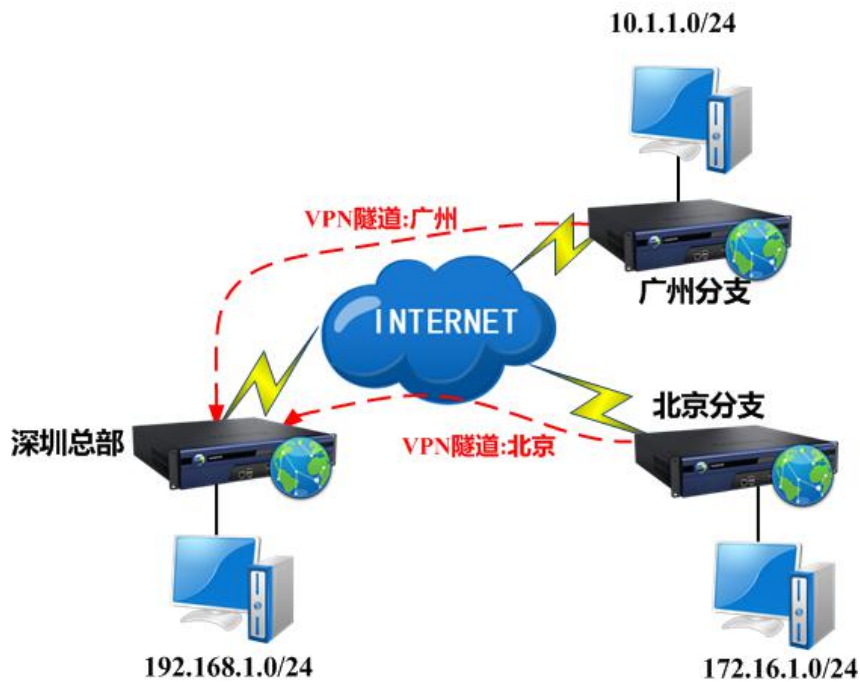 10.1.1.0/24
VPN隧道:广州
广州分支
INTERNET
北京分支
深圳总部
VPN隧道:北京
192.168.1.0/24
172.16.1.0/24